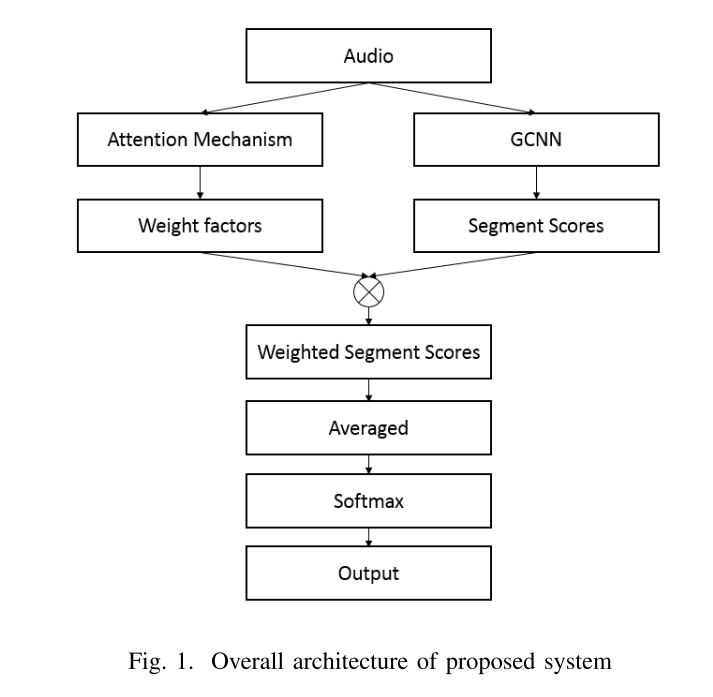 Audio
Attention Mechanism
GCNN
Weight factors
Segment Scores
Weighted Segment Scores
Averaged
Softmax
Output
Fig. 1. Overall architecture of proposed system